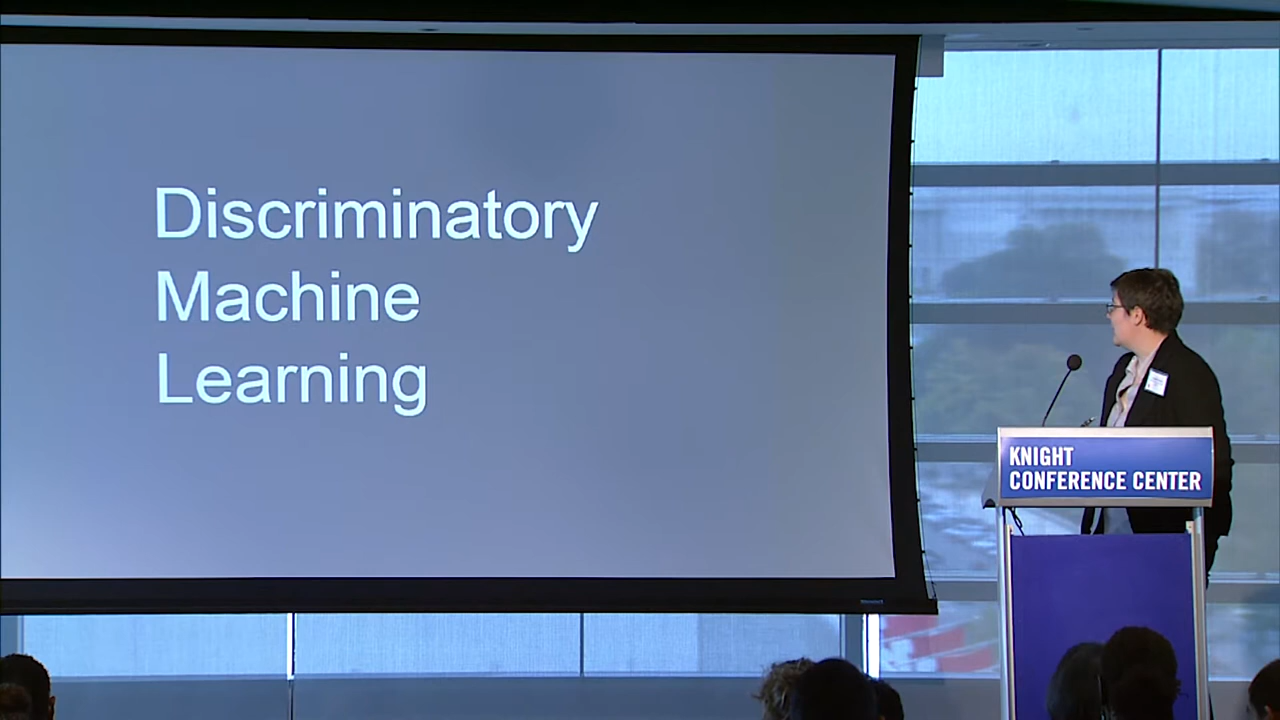 Discriminatory
Machine
Learning
KNIGHT
CONFERENCE CENTER